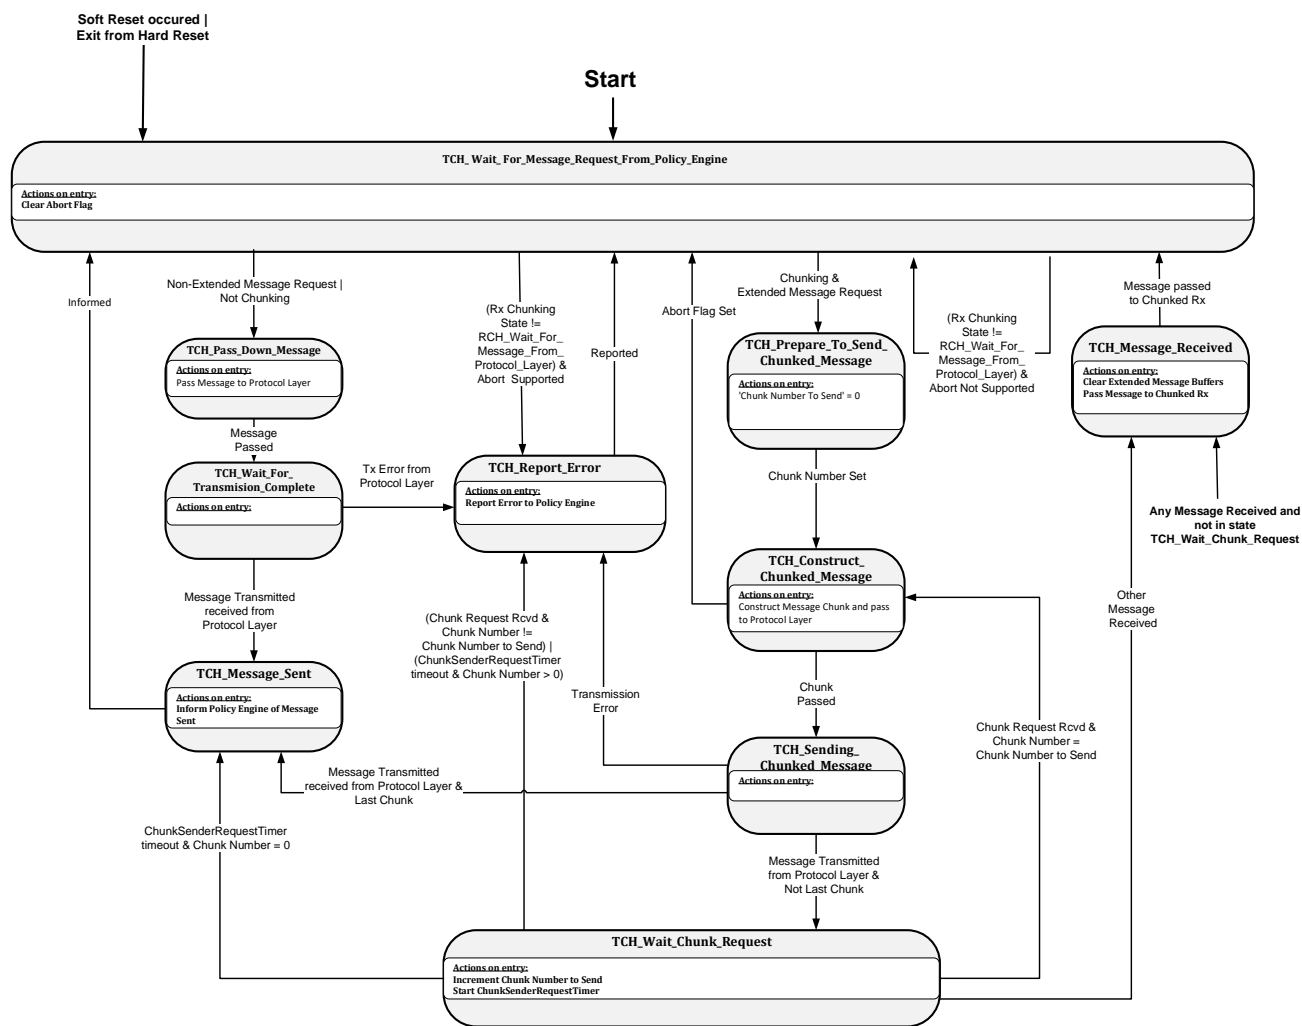 Soft Reset occured |
Exit from Hard Reset
Start
TCH_ Wait_ For_Message_Request_From_Policy_Engine
Actions on entry:
Clear Abort Flag
Non-Extended Message Request |
Not Chunking
Informed
(Rx Chunking
State !=
RCH_Wait_For_
Message_From_
Protocol_Layer) &
Abort  Supported
Reported
Abort Flag Set
Chunking &
Extended Message Request
(Rx Chunking
State !=
RCH_Wait_For_
Message_From_
Protocol_Layer) &
Abort Not Supported
Message passed
to Chunked Rx
TCH_Pass_Down_Message
Actions on entry:
Pass Message to Protocol Layer
TCH_Prepare_To_Send_
Chunked_Message
Actions on entry:
'Chunk Number To Send' = 0
TCH_Message_Received
Actions on entry:
Clear Extended Message Buffers
Pass Message to Chunked Rx
Message
Passed
TCH_Wait_For_
Transmision_Complete
Actions on entry:
Tx Error from
Protocol Layer
TCH_Report_Error
Actions on entry:
Report Error to Policy Engine
Chunk Number Set
Any Message Received and
not in state
TCH_Wait_Chunk_Request
TCH_Construct_
Chunked_Message
Actions on entry:
Construct Message Chunk and pass
to Protocol Layer
Message Transmitted
received from
Protocol Layer
(Chunk Request Rcvd &
Chunk Number !=
Chunk Number to Send) |
(ChunkSenderRequestTimer
timeout & Chunk Number > 0)
Other
Message
Received
TCH_Message_Sent
Actions on entry:
Inform Policy Engine of Message
Sent
Transmission
Error
Chunk
Passed
Chunk Request Rcvd &
Chunk Number =
Chunk Number to Send
TCH_Sending_
Chunked_Message
Actions on entry:
Message Transmitted
received from Protocol Layer &
Last Chunk
ChunkSenderRequestTimer
timeout & Chunk Number = 0
Message Transmitted
from Protocol Layer &
Not Last Chunk
TCH_Wait_Chunk_Request
Actions on entry:
Increment Chunk Number to Send
Start ChunkSenderRequestTimer